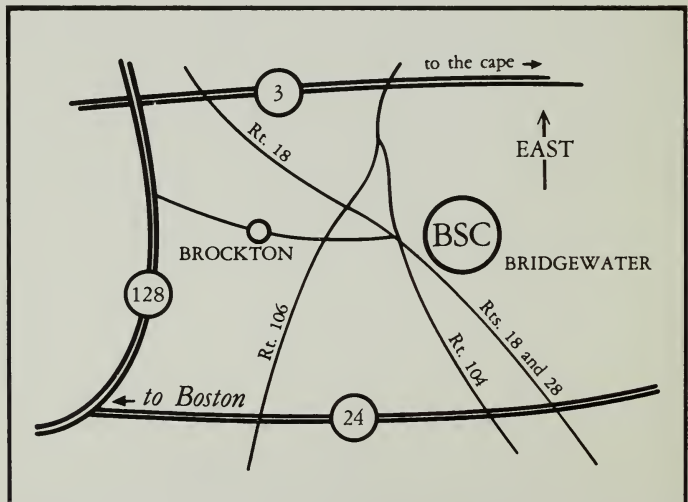 to the cape →
3
Rt. 18
EAST
BSC
BROCKTON
BRIDGEWATER
128
Rt. 106
Rts. 18 and 28
Rt. 104
← to Boston
24